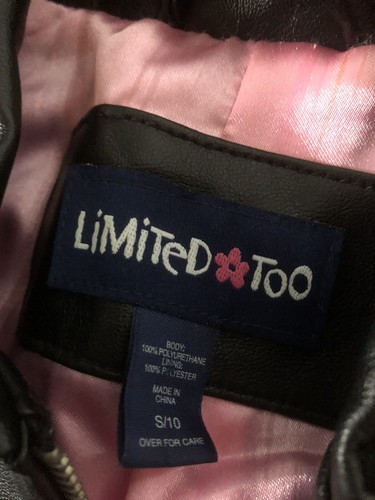 LiMiTeD TOO
BODY:
100% POLYURETHANE
LINING:
100% POLYESTER
MADE IN
CHINA
S/10
OVER FOR CARE